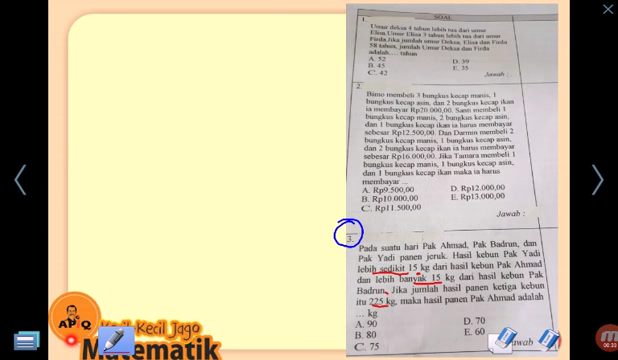 SOAL
1.
Umur deksa 4 tahun lebih tua dari umur
Elisa,Umur Elisa 3 tahun lebih tua dari umur
Firda,Jika jumlah umur Deksa, Elisa dan Firda
58 tahun, jumlah Umur Deksa dan Firda
adalah.... tahun
A. 52
D. 39
B. 45
E. 35
C. 42
Jawab :
2.
Bimo membeli 3 bungkus kecap manis, 1
bungkus kecap asin, dan 2 bungkus kecap ikan
ia membayar Rp20.000,00. Santi membeli 1
bungkus kecap manis, 2 bungkus kecap asin,
dan 1 bungkus kecap ikan ia harus membayar
sebesar Rp12.500,00. Dan Darmin membeli 2
bungkus kecap manis, 1 bungkus kecap asin,
dan 2 bungkus kecap ikan ia harus membayar
sebesar Rp16.000,00. Jika Tamara membeli 1
bungkus kecap manis, 1 bungkus kecap asin,
dan 1 bungkus kecap ikan maka ia harus
membayar ...
A. Rp9.500,00
D. Rp12.000,00
B. Rp10.000,00
E. Rp13.000,00
C. Rp11.500,00
Jawab :
3.
Pada suatu hari Pak Ahmad, Pak Badrun, dan
Pak Yadi panen jeruk. Hasil kebun Pak Yadi
lebih sedikit 15 kg dari hasil kebun Pak Ahmad
dan lebih banyak 15 kg dari hasil kebun Pak
Badrun. Jika jumlah hasil panen ketiga kebun
itu 225 kg, maka hasil panen Pak Ahmad adalah
... kg
A. 90
D. 70
B. 80
E. 60
C. 75
Jawab
APIQ
Kecil-Kecil Jago
Matematik